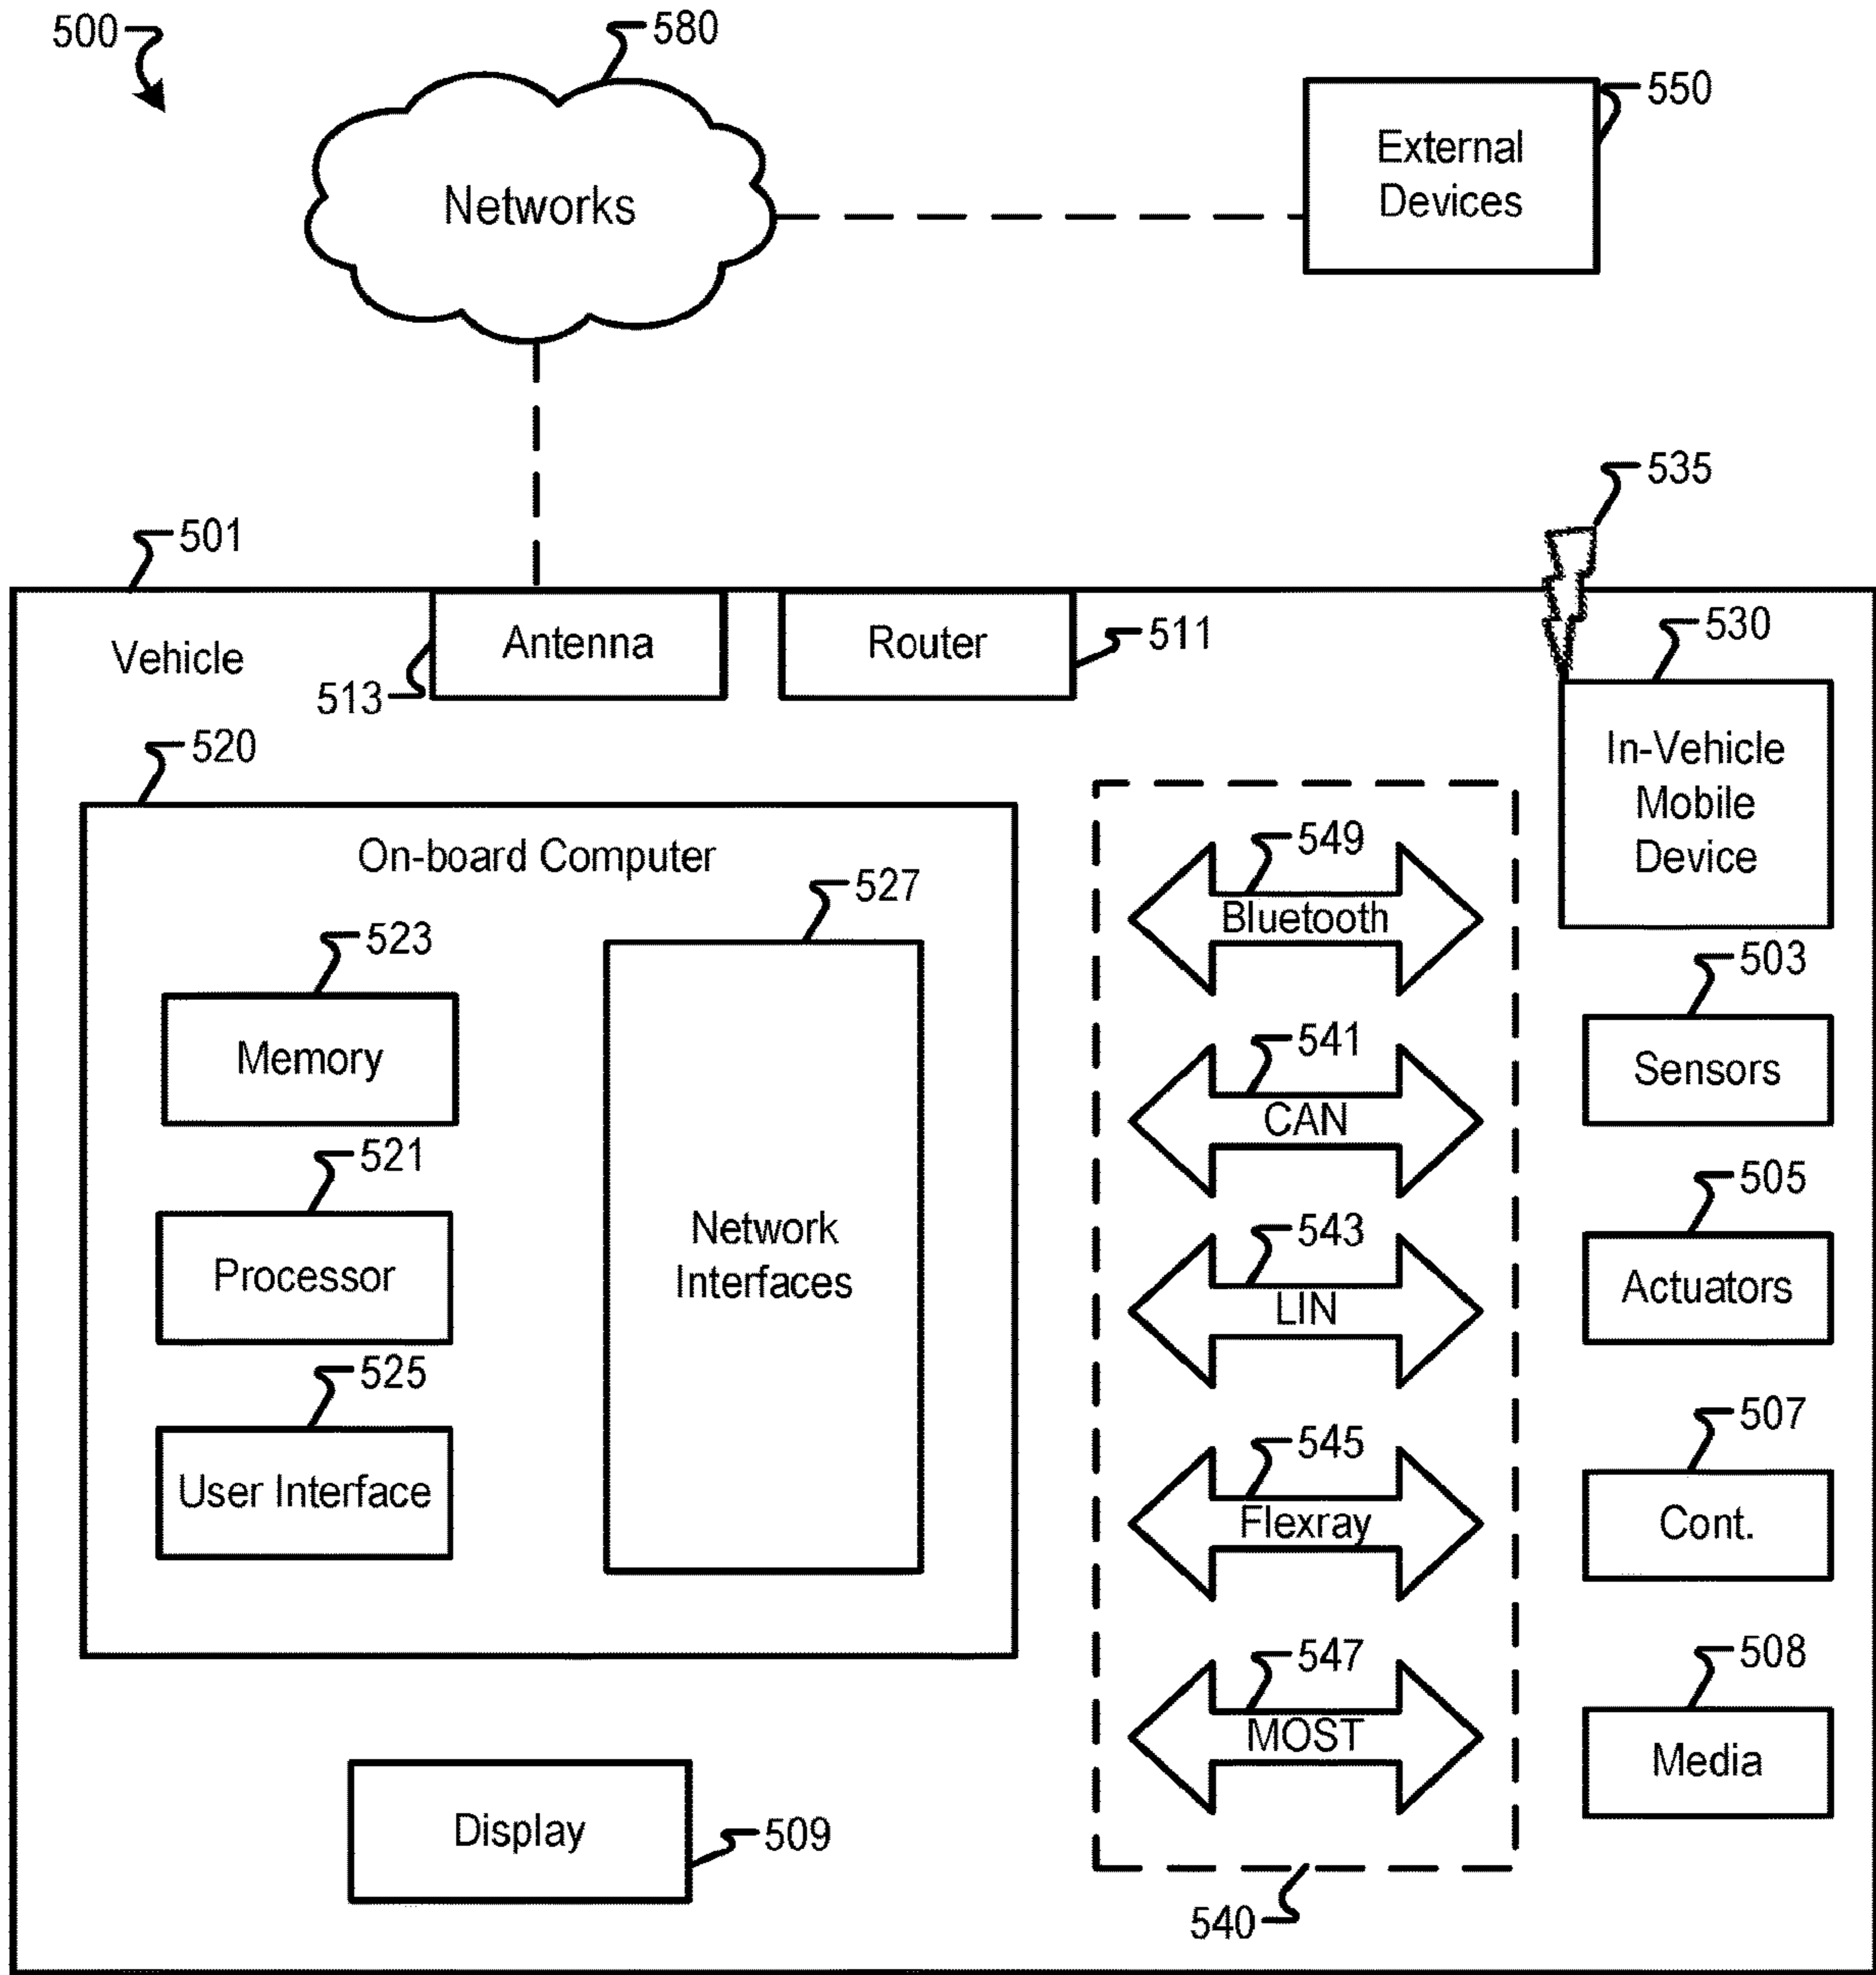 500
580
550
External
Devices
Networks
535
501
Vehicle
Antenna
513
Router
511
530
In-Vehicle
Mobile
Device
520
On-board Computer
527
523
Memory
521
Processor
525
User Interface
Network
Interfaces
549
Bluetooth
541
CAN
543
LIN
545
Flexray
547
MOST
540
503
Sensors
505
Actuators
507
Cont.
508
Media
Display
509